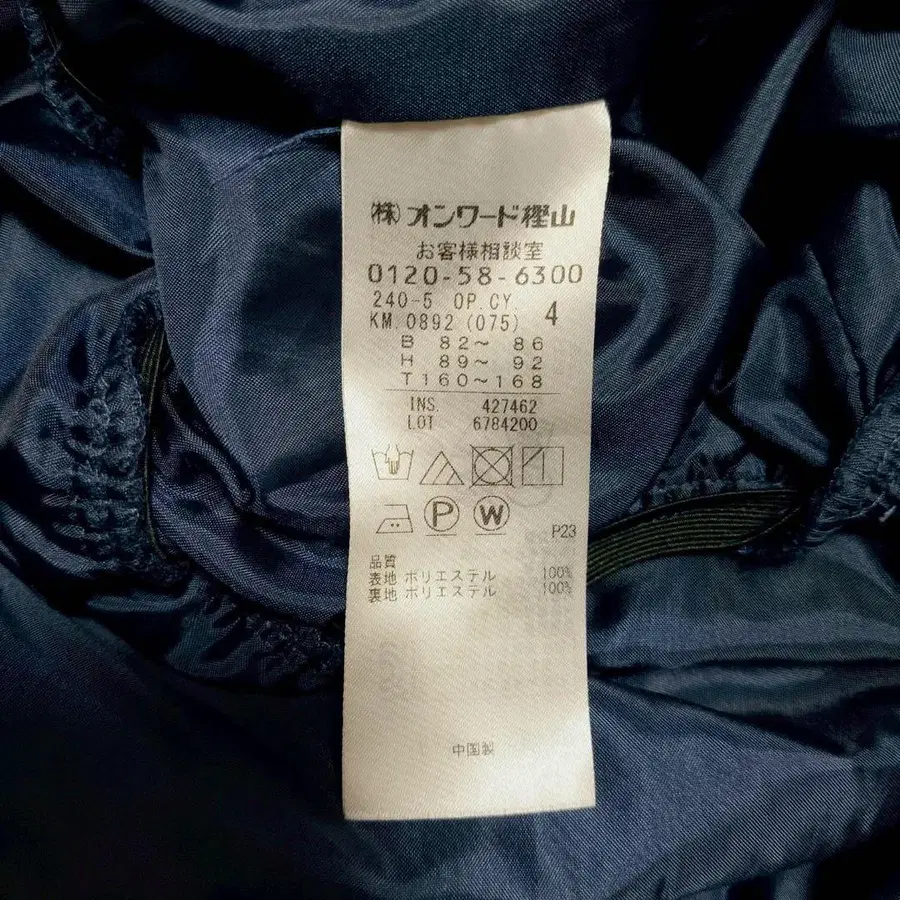 (株)オンワード樫山
お客様相談室
0120-58-6300
240-5 OP.CY
KM.0892 (075) 4
B 82～ 86
H 89～ 92
T160～168
INS. 427462
LOT 6784200
P W
P23
品質
表地 ポリエステル 100%
裏地 ポリエステル 100%
中国製